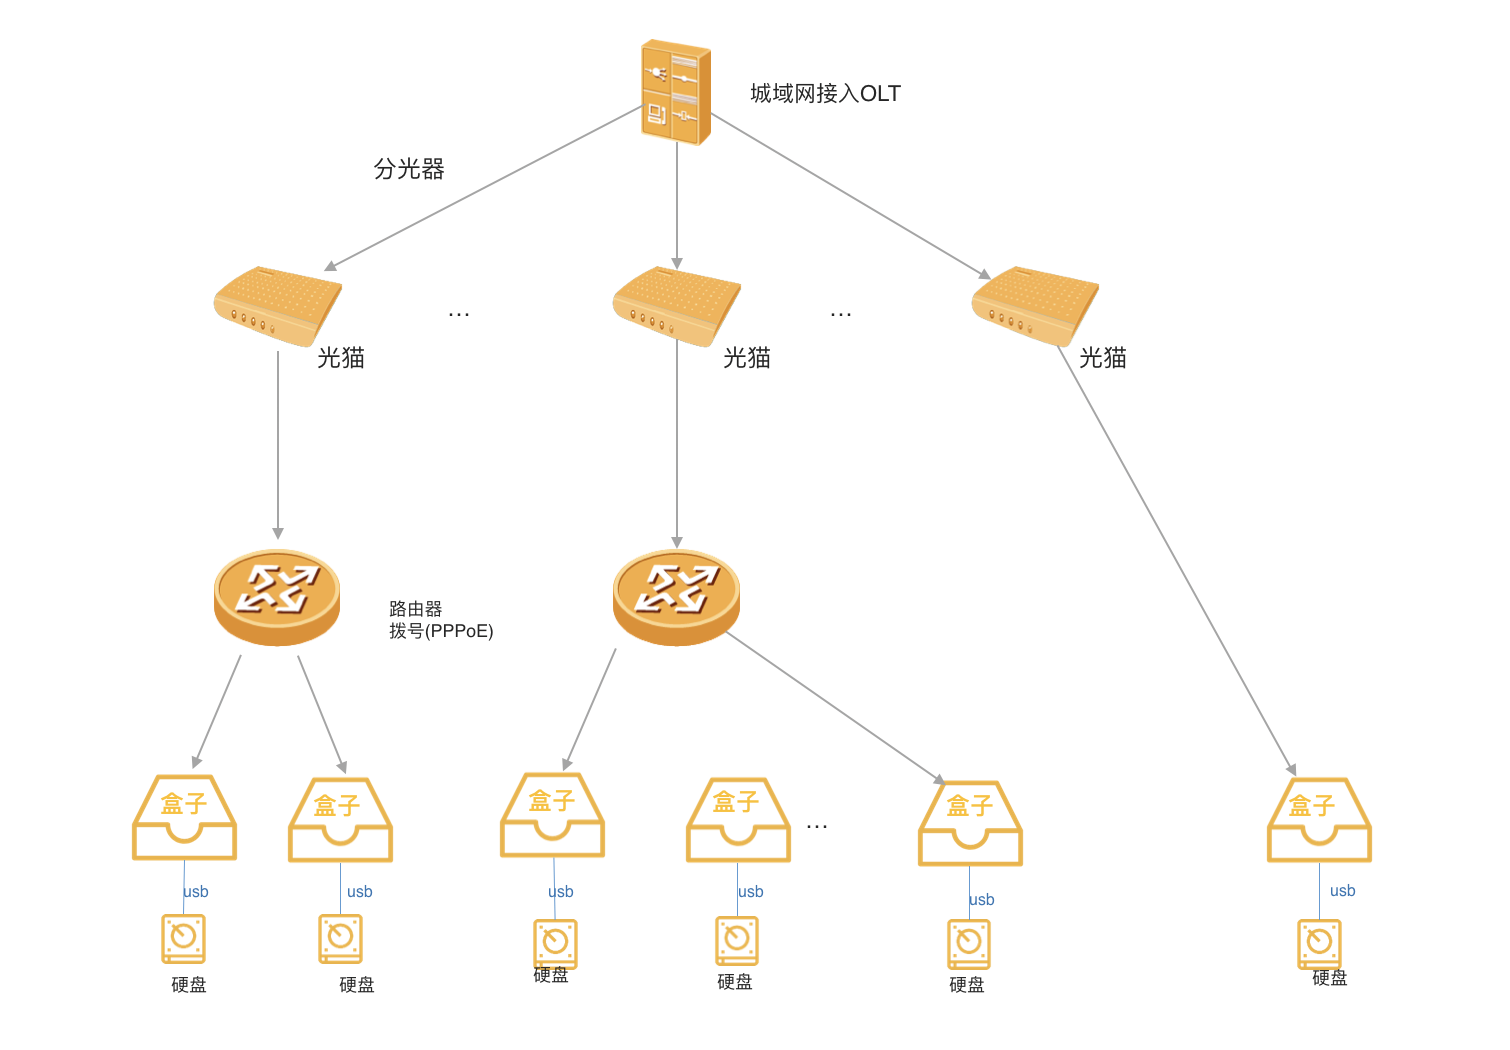 城域网接入OLT
分光器
...
...
光猫
光猫
光猫
路由器
拨号(PPPoE)
盒子
盒子
盒子
盒子
...
盒子
盒子
usb
usb
usb
usb
usb
usb
硬盘
硬盘
硬盘
硬盘
硬盘
硬盘